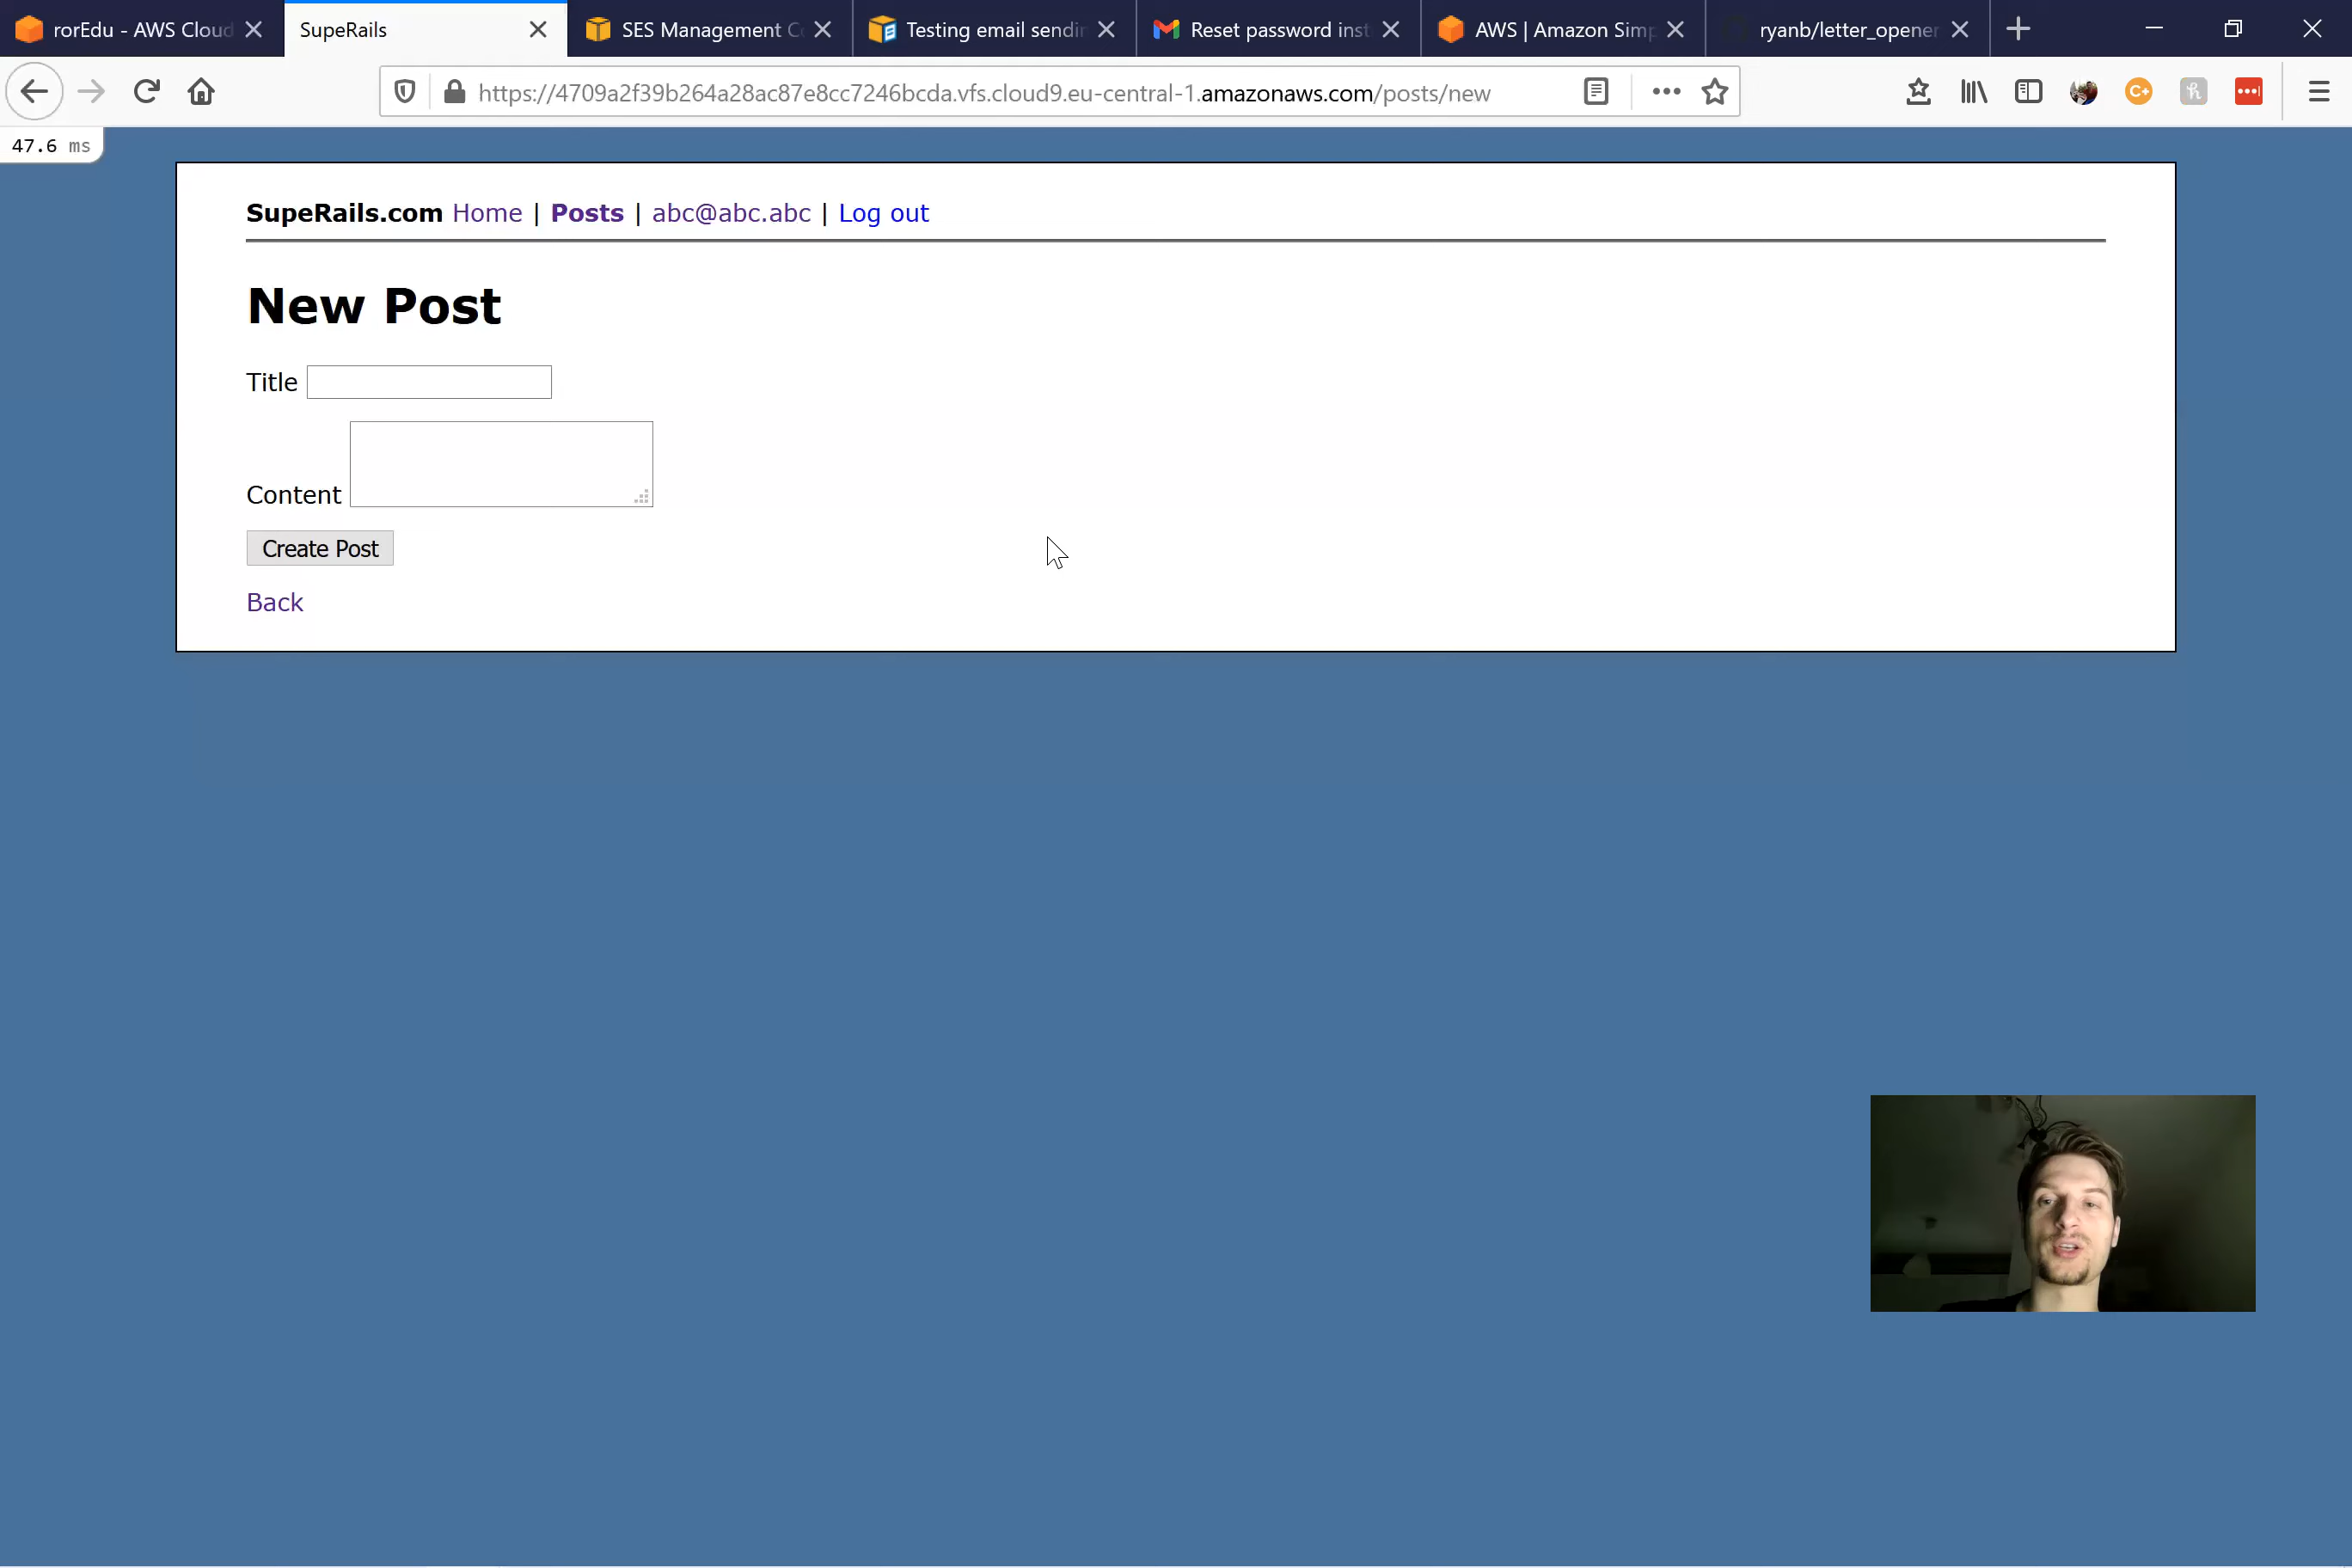 rorEdu - AWS Cloud
SupeRails
SES Management C
Testing email sendin
Reset password inst
AWS | Amazon Simp
ryanb/letter_opener
https://4709a2f39b264a28ac87e8cc7246bcda.vfs.cloud9.eu-central-1.amazonaws.com/posts/new
47.6 ms
SupeRails.com Home | Posts | abc@abc.abc | Log out
New Post
Title
Content
Create Post
Back